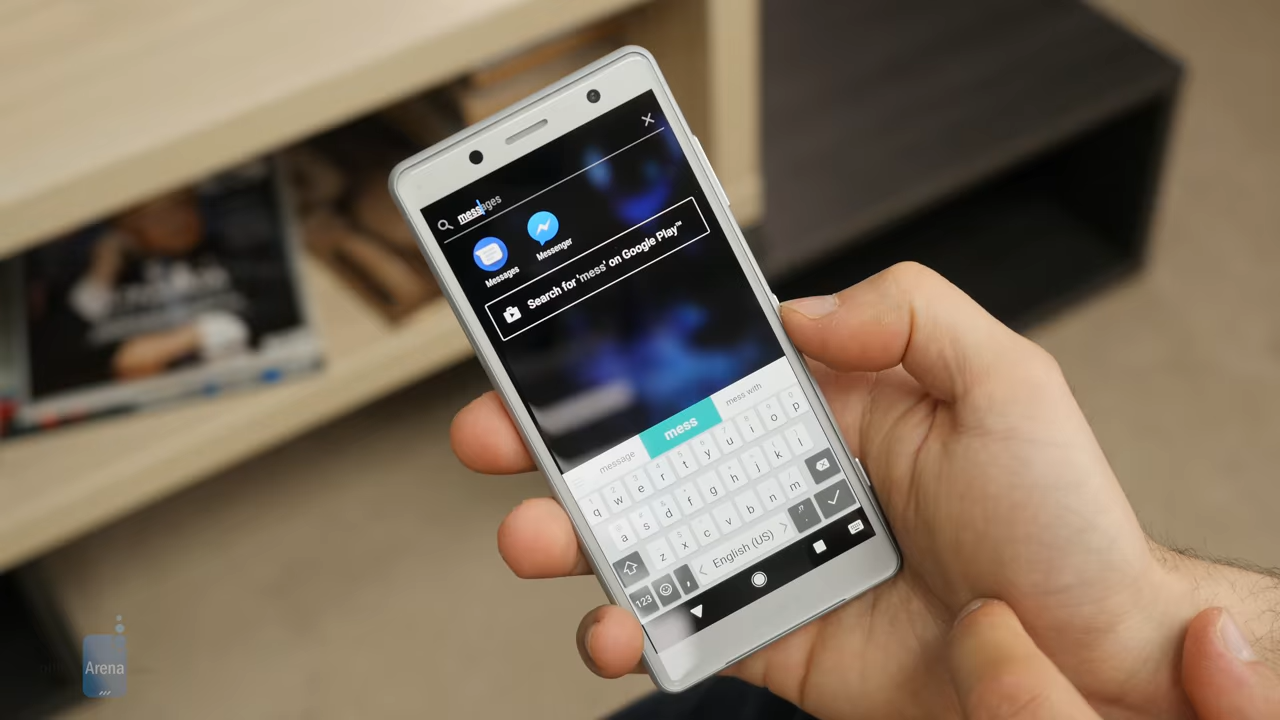 messages
Messages
Messenger
Search for 'mess' on Google Play™
message mess mess with
q w e r t y u i o p
a s d f g h j k l
z x c v b n m
123 , English (US) .
Arena